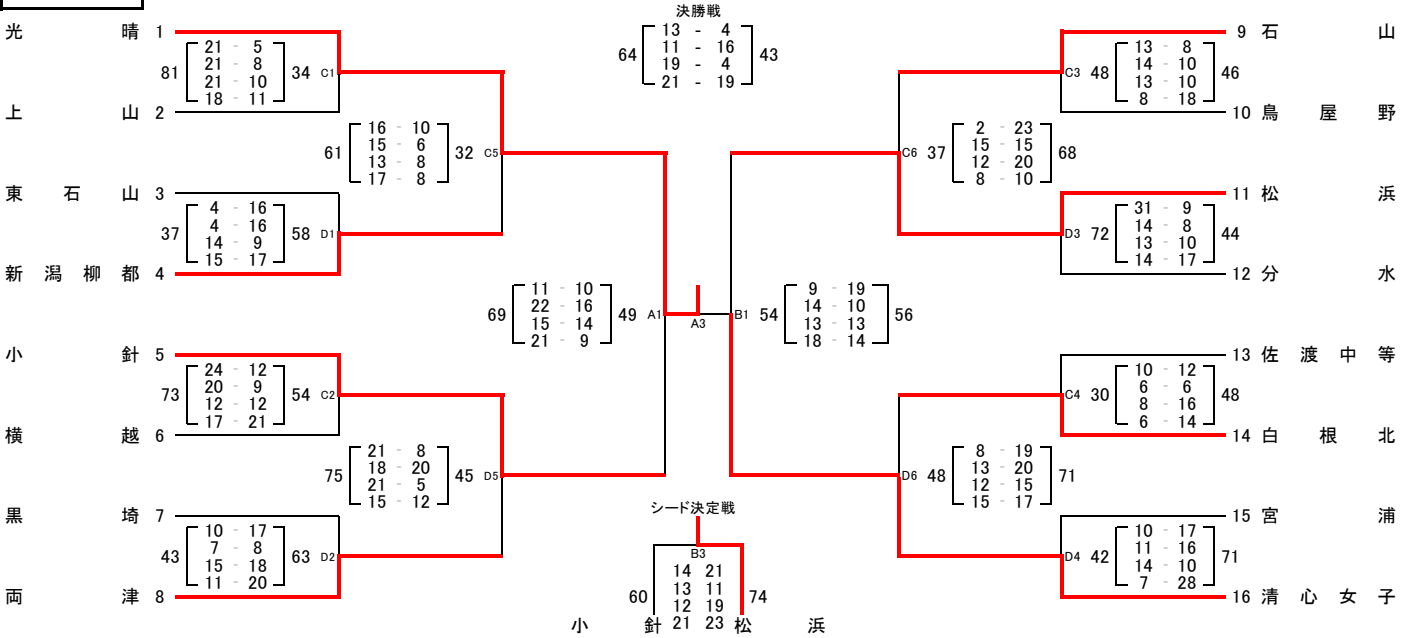 決勝戦
64 13 - 4 43
11 - 16
19 - 4
21 - 19
光晴 1
81 21 - 5 34 C1
21 - 8
21 - 10
18 - 11
上山 2
61 16 - 10 32 C5
15 - 6
13 - 8
17 - 8
東石山 3
37 4 - 16 58 D1
4 - 16
14 - 9
15 - 17
新潟柳都 4
69 11 - 10 49 A1
22 - 16
15 - 14
21 - 9
小針 5
73 24 - 12 54 C2
20 - 9
12 - 12
17 - 21
横越 6
75 21 - 8 45 D5
18 - 20
21 - 5
15 - 12
黒埼 7
43 10 - 17 63 D2
7 - 8
15 - 18
11 - 20
両津 8
A3
9 石山
C3 48 13 - 8 46
14 - 10
13 - 10
8 - 18
10 鳥屋野
C6 37 2 - 23 68
15 - 15
12 - 20
8 - 10
11 松浜
D3 72 31 - 9 44
14 - 8
13 - 10
14 - 17
12 分水
B1 54 9 - 19 56
14 - 10
13 - 13
18 - 14
13 佐渡中等
C4 30 10 - 12 48
6 - 6
8 - 16
6 - 14
14 白根北
D6 48 8 - 19 71
13 - 20
12 - 15
15 - 17
15 宮浦
D4 42 10 - 17 71
11 - 16
14 - 10
7 - 28
16 清心女子
シード決定戦
B3
60 14 21 74
13 11
12 19
21 23
小針 松浜